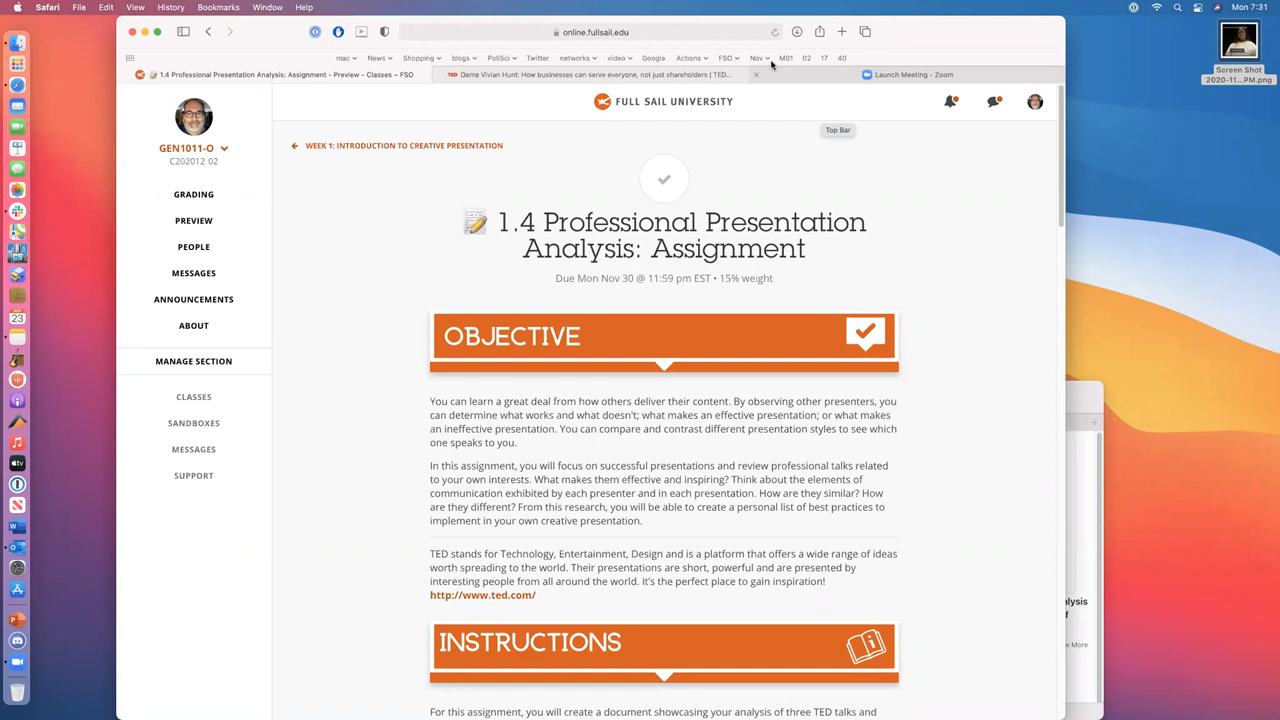 Safari File Edit View History Bookmarks Window Help Mon 7:31
online.fullsail.edu
mac News Shopping blogs PoliSci Twitter networks video Google Actions FSO Nov M01 02 17 40
1.4 Professional Presentation Analysis: Assignment - Preview - Classes – FSO
TED Dame Vivian Hunt: How businesses can serve everyone, not just shareholders | TED...
Launch Meeting - Zoom
Screen Shot
2020-11...PM.png
FULL SAIL UNIVERSITY
Top Bar
GEN1011-O
C202012 02
GRADING
PREVIEW
PEOPLE
MESSAGES
ANNOUNCEMENTS
ABOUT
MANAGE SECTION
CLASSES
SANDBOXES
MESSAGES
SUPPORT
23
WEEK 1: INTRODUCTION TO CREATIVE PRESENTATION
1.4 Professional Presentation
Analysis: Assignment
Due Mon Nov 30 @ 11:59 pm EST • 15% weight
OBJECTIVE
You can learn a great deal from how others deliver their content. By observing other presenters, you
can determine what works and what doesn't; what makes an effective presentation; or what makes
an ineffective presentation. You can compare and contrast different presentation styles to see which
one speaks to you.
In this assignment, you will focus on successful presentations and review professional talks related
to your own interests. What makes them effective and inspiring? Think about the elements of
communication exhibited by each presenter and in each presentation. How are they similar? How
are they different? From this research, you will be able to create a personal list of best practices to
implement in your own creative presentation.
TED stands for Technology, Entertainment, Design and is a platform that offers a wide range of ideas
worth spreading to the world. Their presentations are short, powerful and are presented by
interesting people from all around the world. It's the perfect place to gain inspiration!
http://www.ted.com/
INSTRUCTIONS
For this assignment, you will create a document showcasing your analysis of three TED talks and
alysis
f
w More